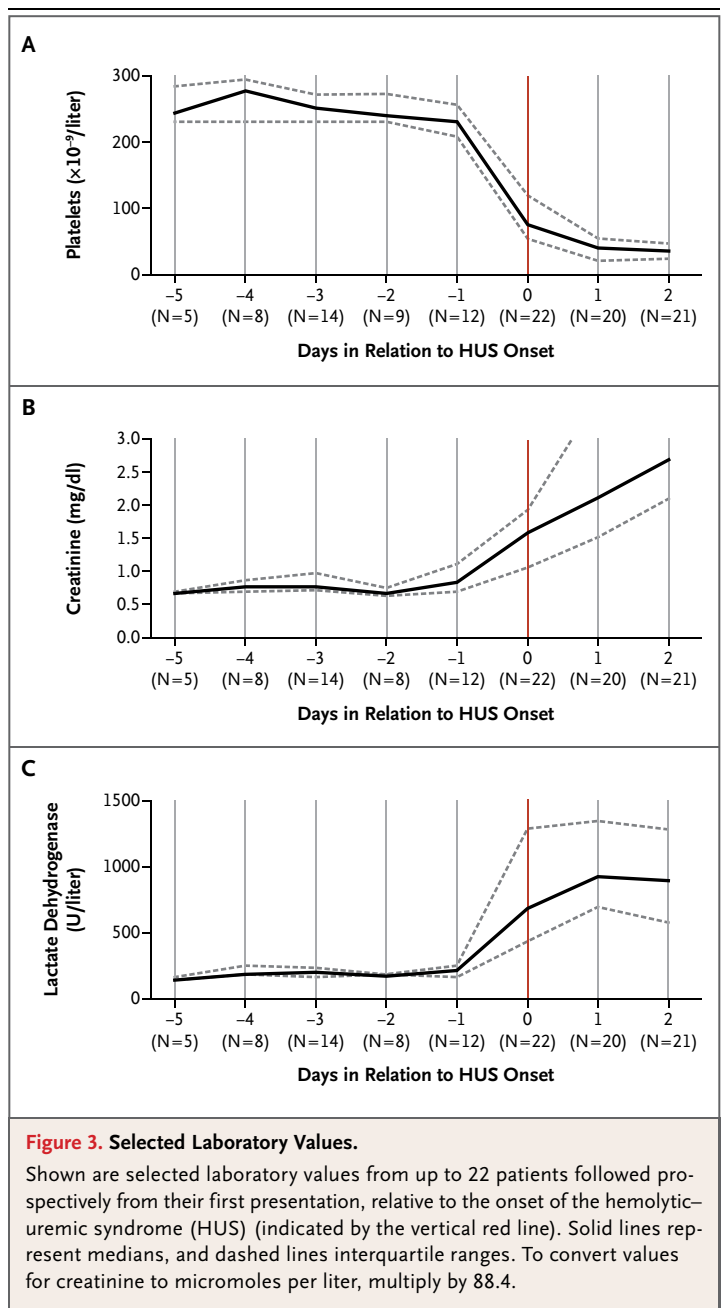 A
Platelets (×10⁻⁹/liter)
300
200
100
0
–5 –4 –3 –2 –1 0 1 2
(N=5) (N=8) (N=14) (N=9) (N=12) (N=22) (N=20) (N=21)
Days in Relation to HUS Onset
B
Creatinine (mg/dl)
3.0
2.5
2.0
1.5
1.0
0.5
0.0
–5 –4 –3 –2 –1 0 1 2
(N=5) (N=8) (N=14) (N=8) (N=12) (N=22) (N=20) (N=21)
Days in Relation to HUS Onset
C
Lactate Dehydrogenase
(U/liter)
1500
1000
500
0
–5 –4 –3 –2 –1 0 1 2
(N=5) (N=8) (N=14) (N=8) (N=12) (N=22) (N=20) (N=21)
Days in Relation to HUS Onset
Figure 3. Selected Laboratory Values.
Shown are selected laboratory values from up to 22 patients followed pro-
spectively from their first presentation, relative to the onset of the hemolytic–
uremic syndrome (HUS) (indicated by the vertical red line). Solid lines rep-
resent medians, and dashed lines interquartile ranges. To convert values
for creatinine to micromoles per liter, multiply by 88.4.